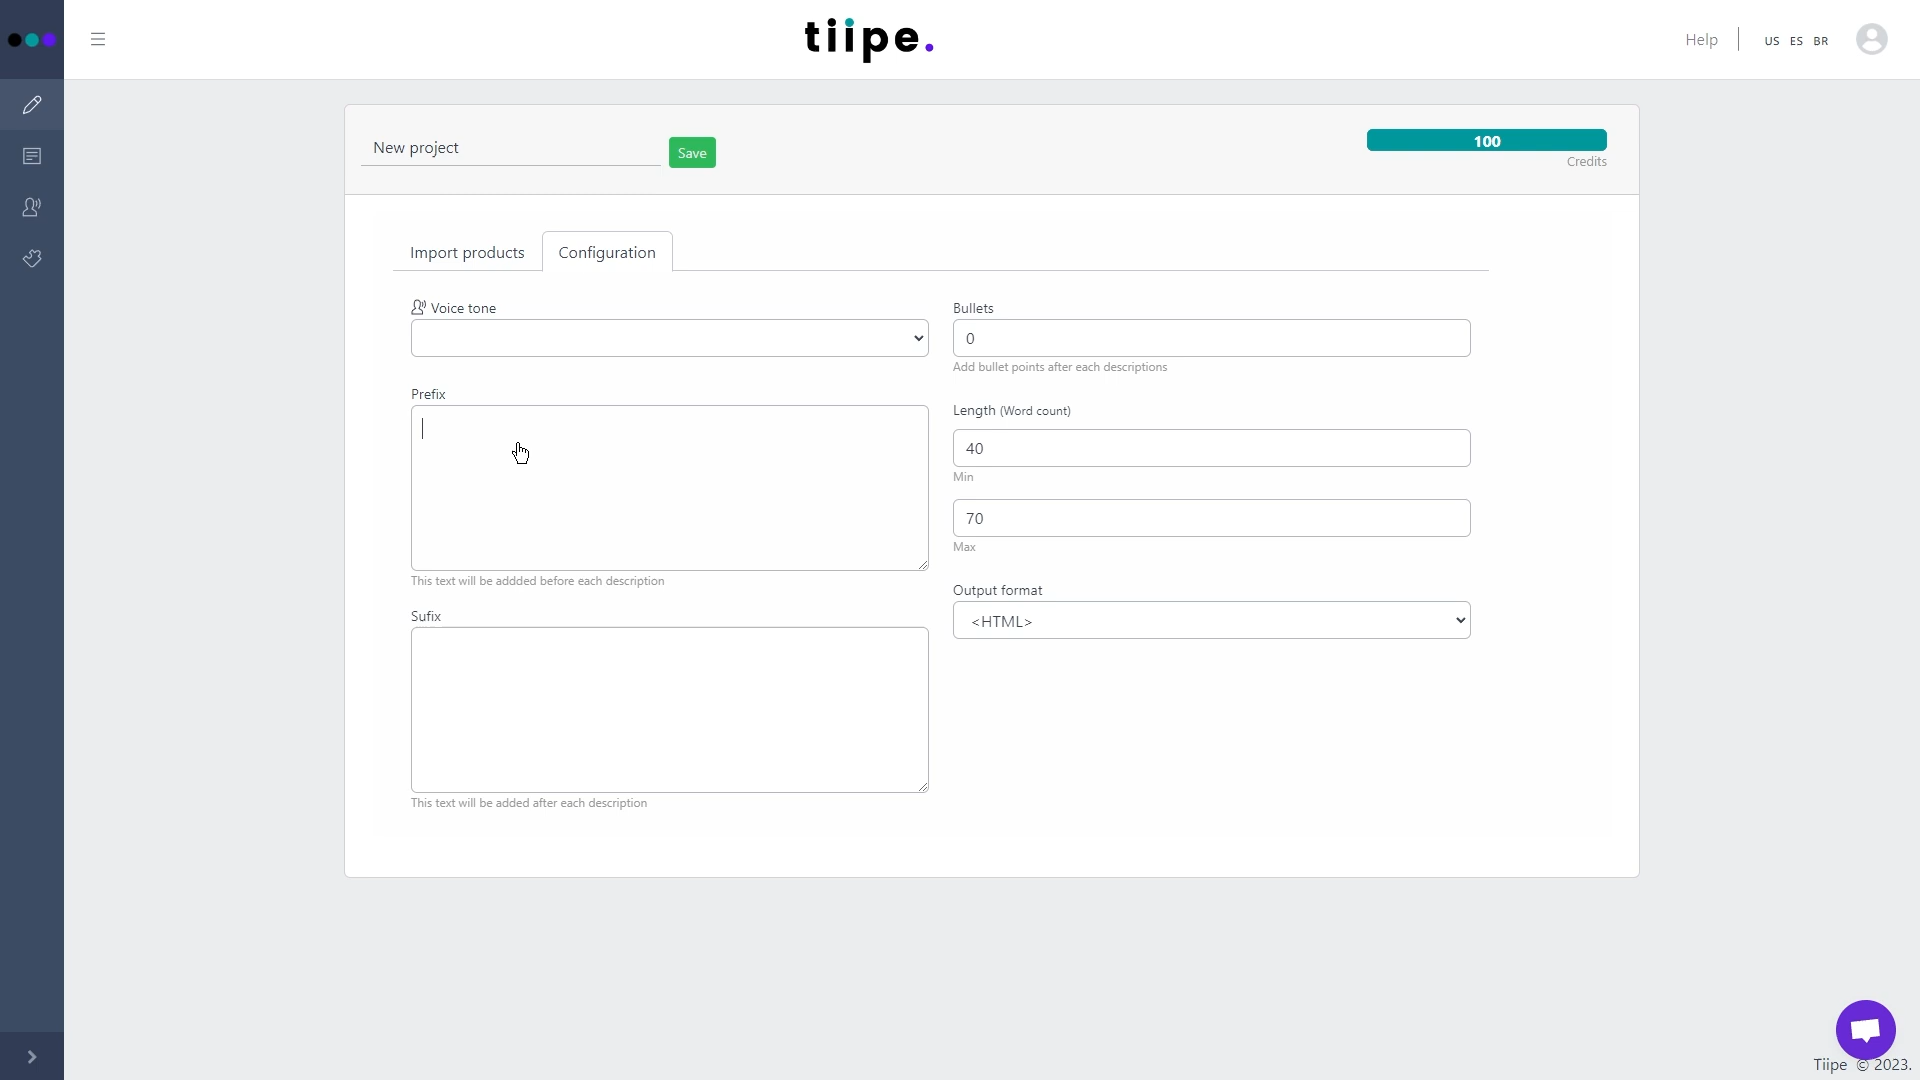 tiipe.
Help
US ES BR
New project
Save
100
Credits
Import products
Configuration
Voice tone
Prefix
This text will be addded before each description
Sufix
This text will be added after each description
Bullets
0
Add bullet points after each descriptions
Length (Word count)
40
Min
70
Max
Output format
<HTML>
Tiipe © 2023.